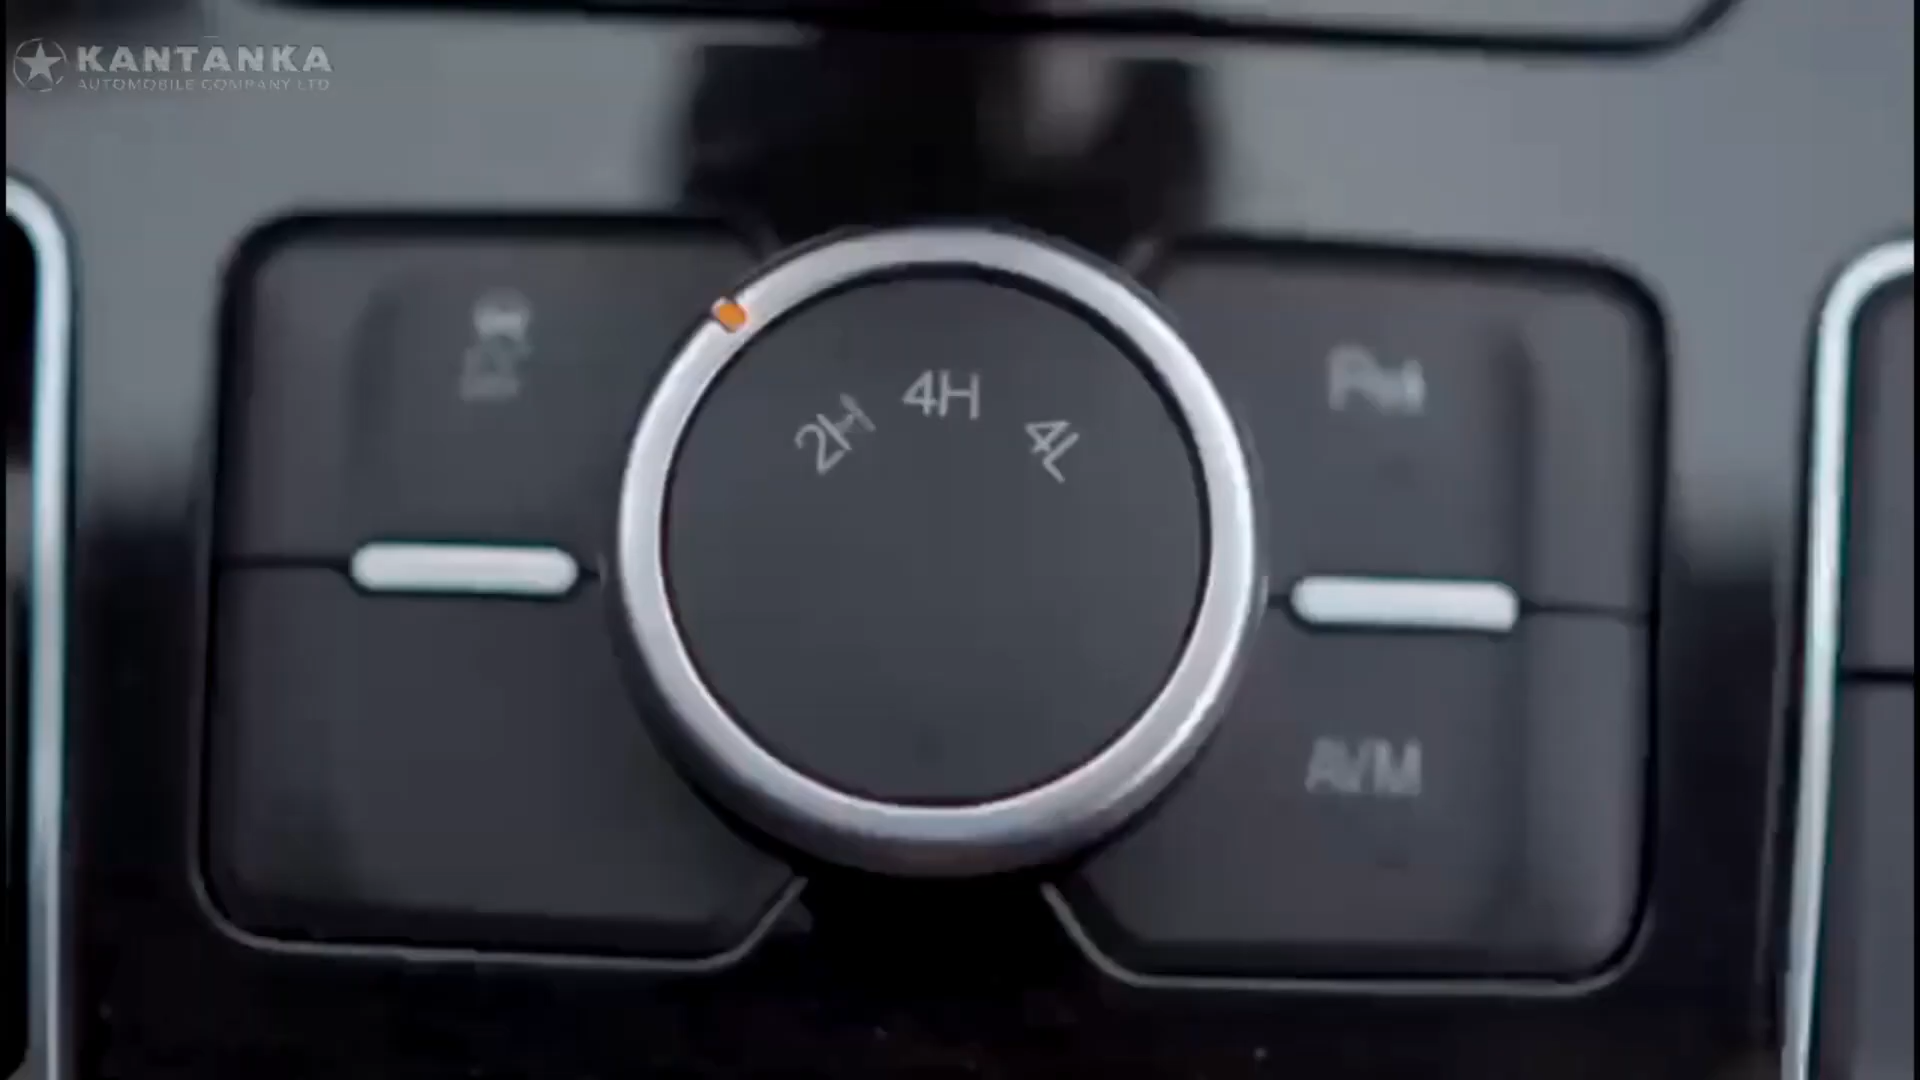 KANTANKA
AUTOMOBILE COMPANY LTD
2H
4H
4L
AVM